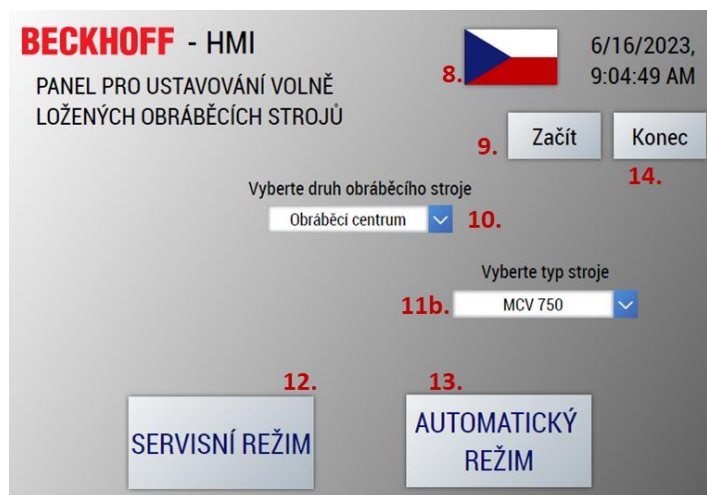 BECKHOFF - HMI
PANEL PRO USTAVOVÁNÍ VOLNĚ
LOŽENÝCH OBRÁBĚCÍCH STROJŮ
8.
6/16/2023,
9:04:49 AM
9.
Začít
Konec
14.
Vyberte druh obráběcího stroje
Obráběcí centrum
10.
Vyberte typ stroje
11b.
MCV 750
12.
13.
SERVISNÍ REŽIM
AUTOMATICKÝ
REŽIM